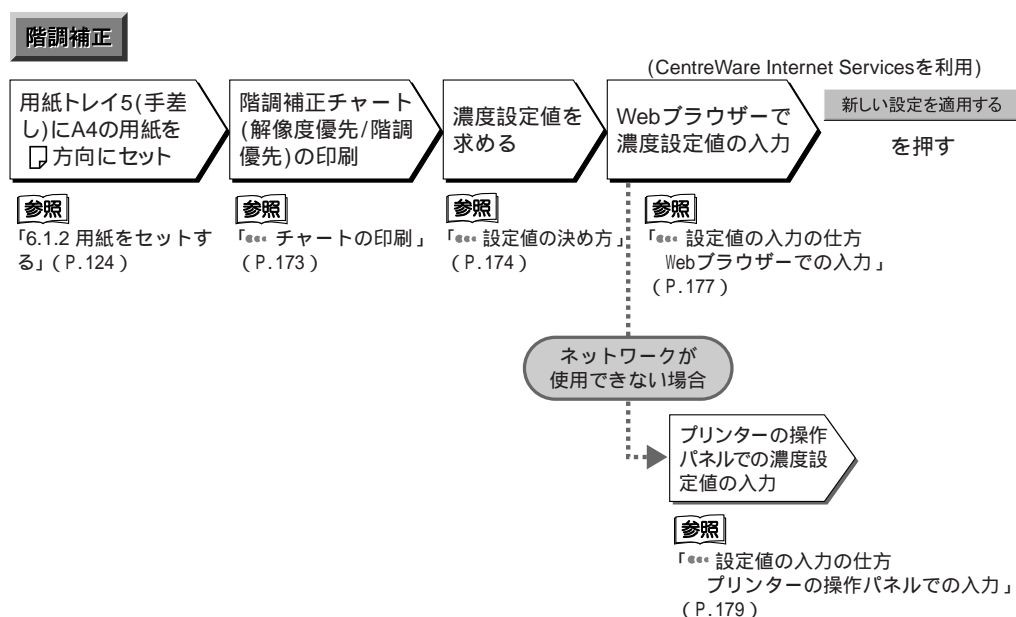 階調補正
(CentreWare Internet Servicesを利用)
用紙トレイ5(手差
し)にA4の用紙を
方向にセット
階調補正チャート
(解像度優先/階調
優先)の印刷
濃度設定値を
求める
Webブラウザーで
濃度設定値の入力
新しい設定を適用する
を押す
参照
「6.1.2 用紙をセットす
る」(P.124)
参照
「 チャートの印刷」
(P.173)
参照
「 設定値の決め方」
(P.174)
参照
「 設定値の入力の仕方
Webブラウザーでの入力」
(P.177)
ネットワークが
使用できない場合
プリンターの操作
パネルでの濃度設
定値の入力
参照
「 設定値の入力の仕方
プリンターの操作パネルでの入力」
(P.179)